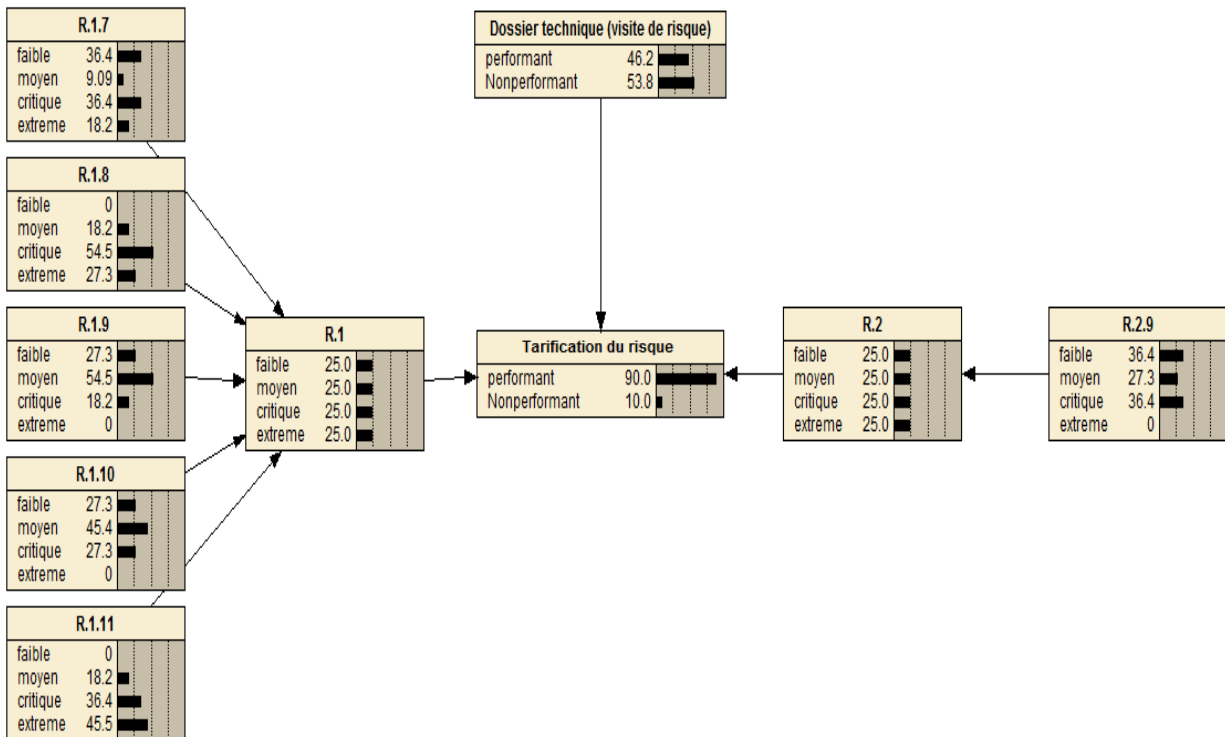 R.1.7
faible 36.4
moyen 9.09
critique 36.4
extreme 18.2
Dossier technique (visite de risque)
performant 46.2
Nonperformant 53.8
R.1.8
faible 0
moyen 18.2
critique 54.5
extreme 27.3
R.1.9
faible 27.3
moyen 54.5
critique 18.2
extreme 0
R.1
faible 25.0
moyen 25.0
critique 25.0
extreme 25.0
Tarification du risque
performant 90.0
Nonperformant 10.0
R.2
faible 25.0
moyen 25.0
critique 25.0
extreme 25.0
R.2.9
faible 36.4
moyen 27.3
critique 36.4
extreme 0
R.1.10
faible 27.3
moyen 45.4
critique 27.3
extreme 0
R.1.11
faible 0
moyen 18.2
critique 36.4
extreme 45.5